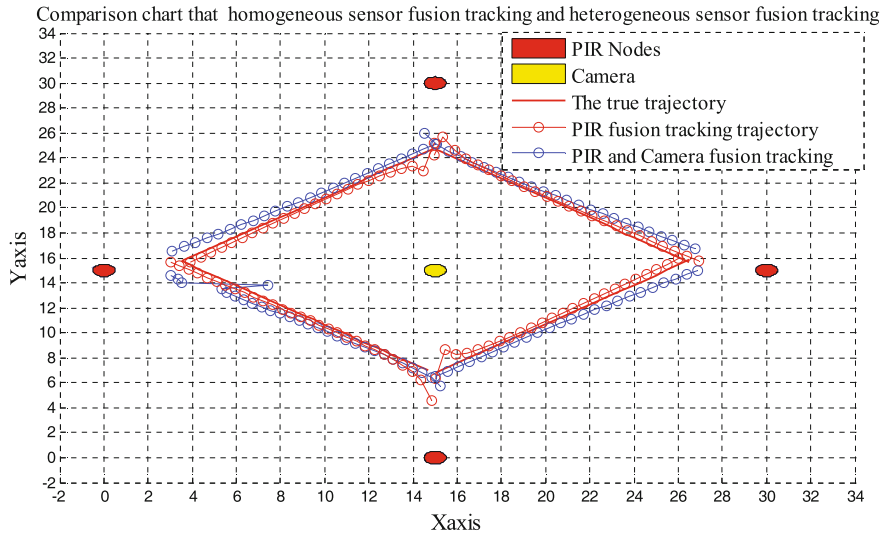 Comparison chart that homogeneous sensor fusion tracking and heterogeneous sensor fusion tracking
34
32
30
28
26
24
22
20
18
16
14
12
10
8
6
4
2
0
-2
Yaxis
PIR Nodes
Camera
The true trajectory
PIR fusion tracking trajectory
PIR and Camera fusion tracking
-2 0 2 4 6 8 10 12 14 16 18 20 22 24 26 28 30 32 34
Xaxis